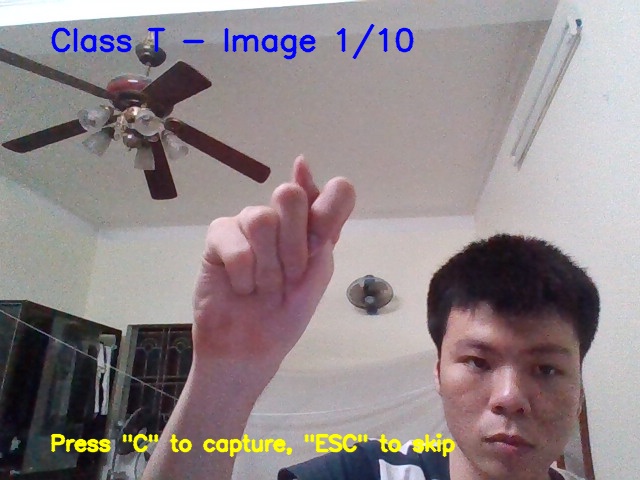 Class T - Image 1/10
Press "C" to capture, "ESC" to skip